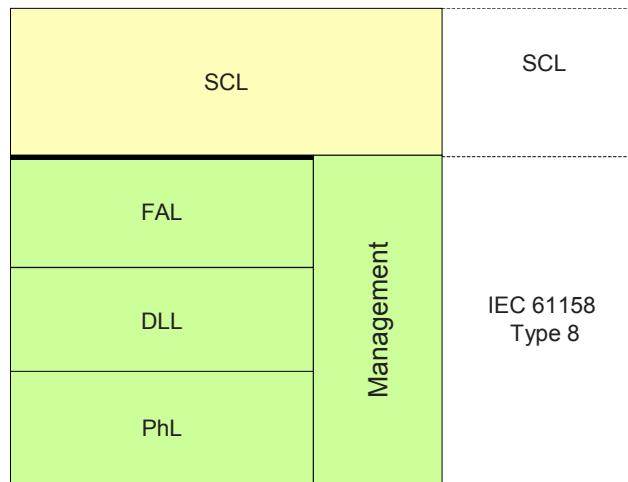 SCL
SCL
FAL
DLL
PhL
Management
IEC 61158
Type 8